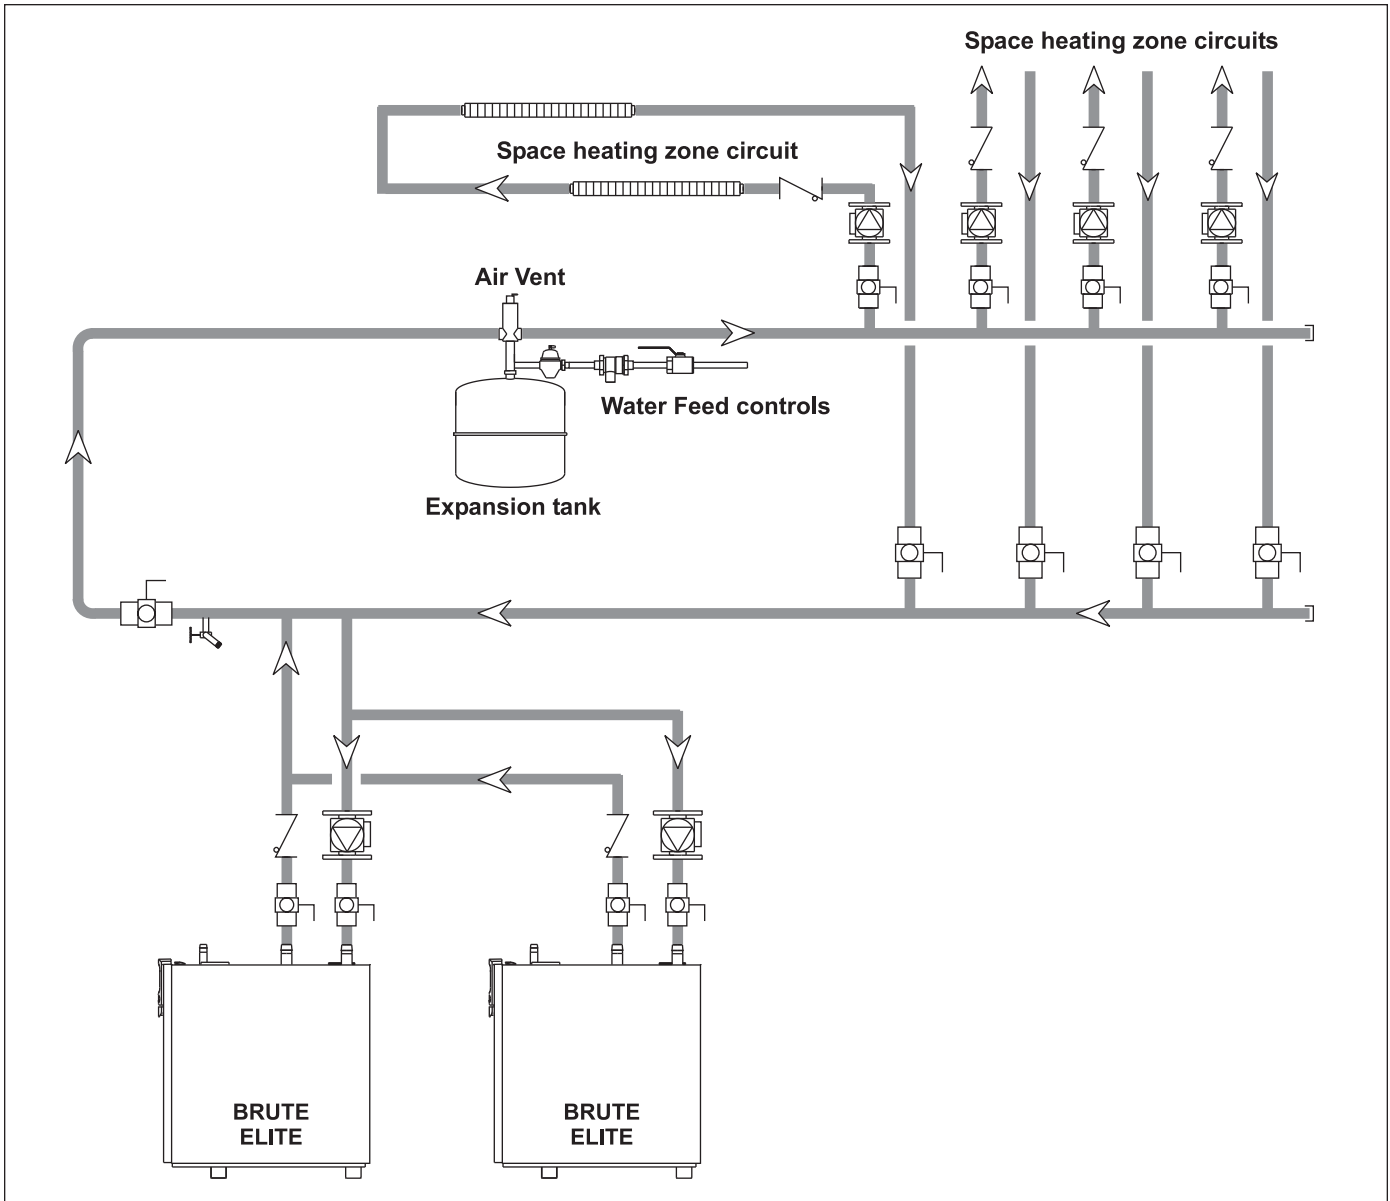 Space heating zone circuits
Space heating zone circuit
Air Vent
Water Feed controls
Expansion tank
BRUTE
ELITE
BRUTE
ELITE